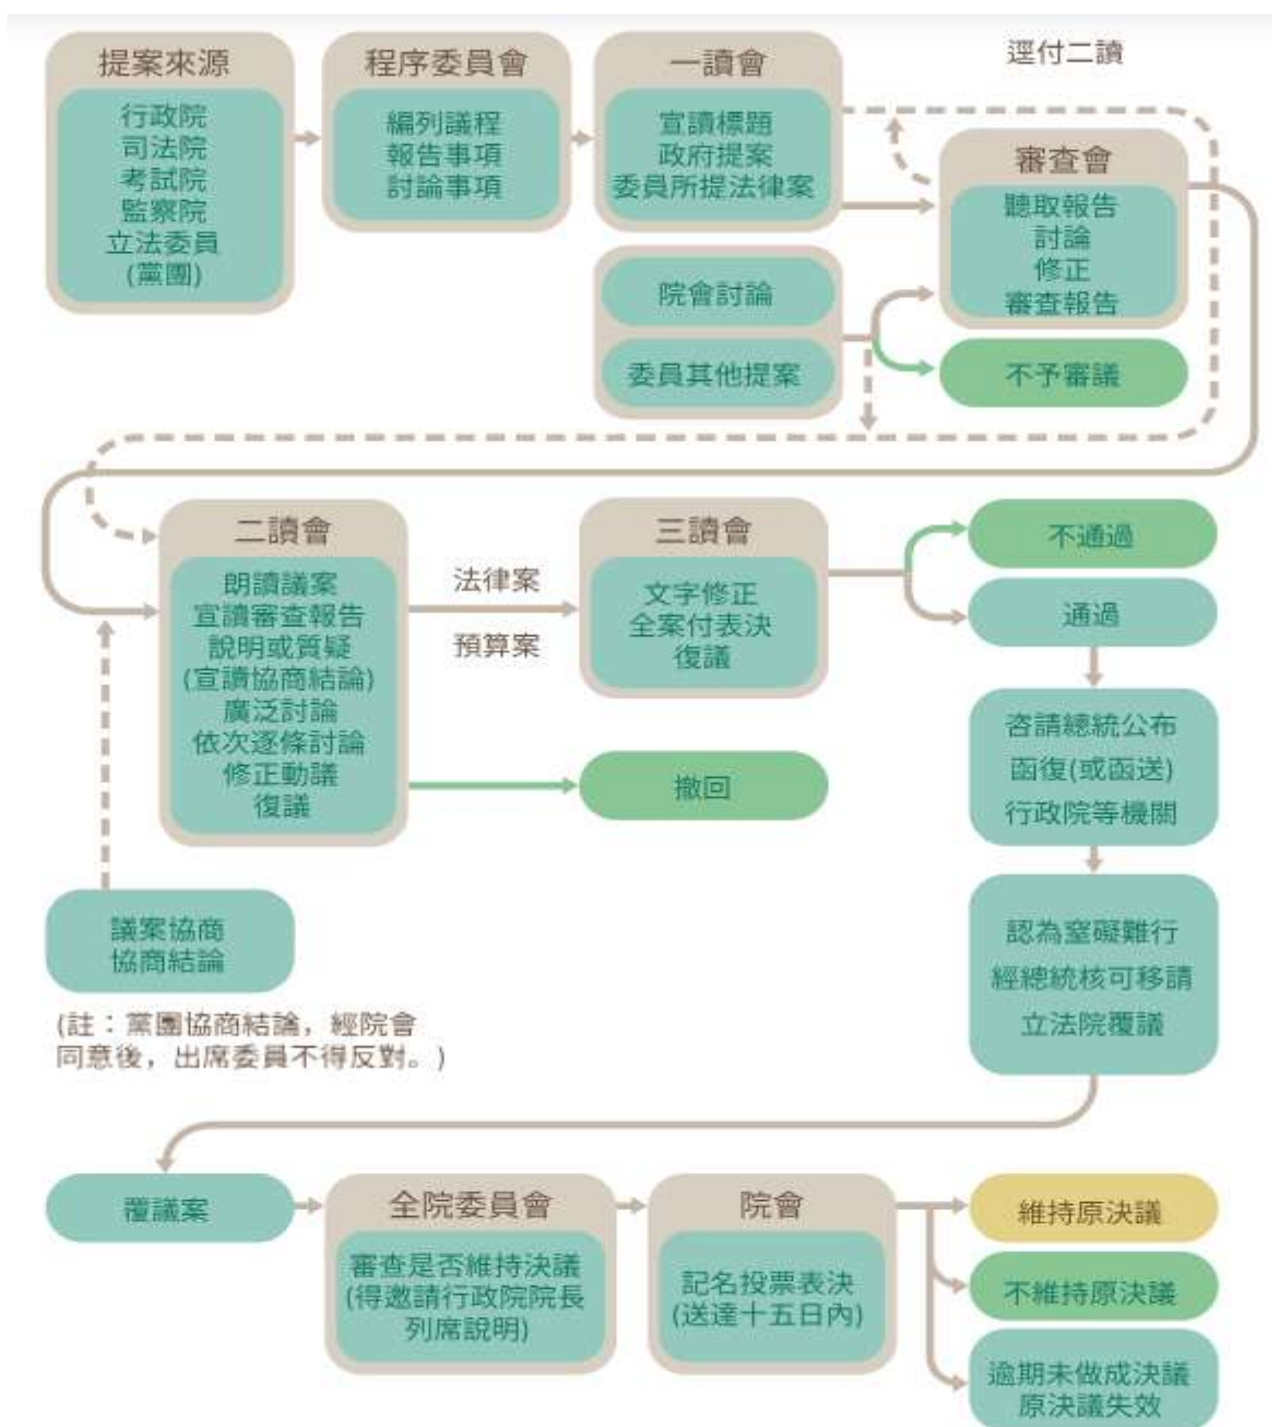 提案來源
行政院
司法院
考試院
監察院
立法委員
(黨團)
程序委員會
編列議程
報告事項
討論事項
一讀會
宣讀標題
政府提案
委員所提法律案
院會討論
委員其他提案
逕付二讀
審查會
聽取報告
討論
修正
審查報告
不予審議
二讀會
朗讀議案
宣讀審查報告
說明或質疑
(宣讀協商結論)
廣泛討論
依次逐條討論
修正動議
復議
法律案
預算案
三讀會
文字修正
全案付表決
復議
撤回
不通過
通過
咨請總統公布
函復(或函送)
行政院等機關
認為窒礙難行
經總統核可移請
立法院覆議
議案協商
協商結論
(註：黨團協商結論，經院會
同意後，出席委員不得反對。)
覆議案
全院委員會
審查是否維持決議
(得邀請行政院院長
列席說明)
院會
記名投票表決
(送達十五日內)
維持原決議
不維持原決議
逾期未做成決議
原決議失效